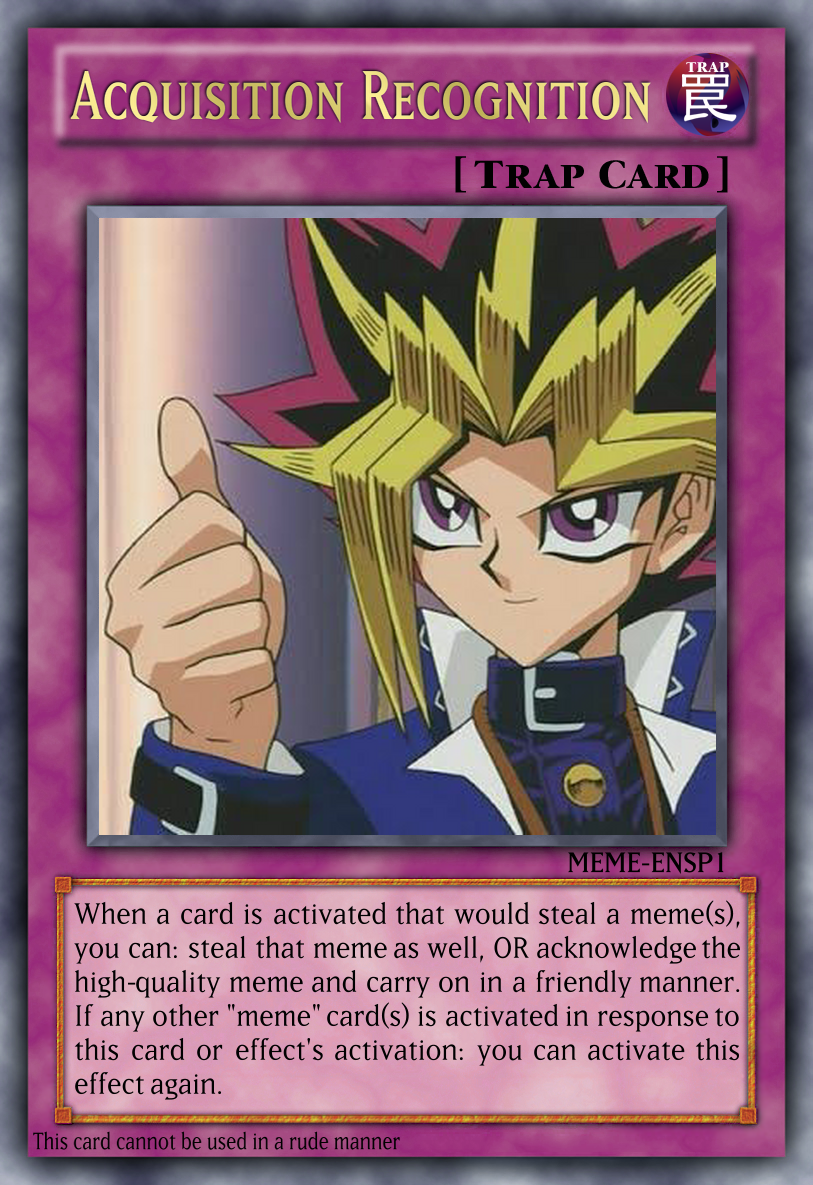 Acquisition Recognition
TRAP
罠
[Trap Card]
MEME-ENSP1
When a card is activated that would steal a meme(s),
you can: steal that meme as well, OR acknowledge the
high-quality meme and carry on in a friendly manner.
If any other "meme" card(s) is activated in response to
this card or effect's activation: you can activate this
effect again.
This card cannot be used in a rude manner